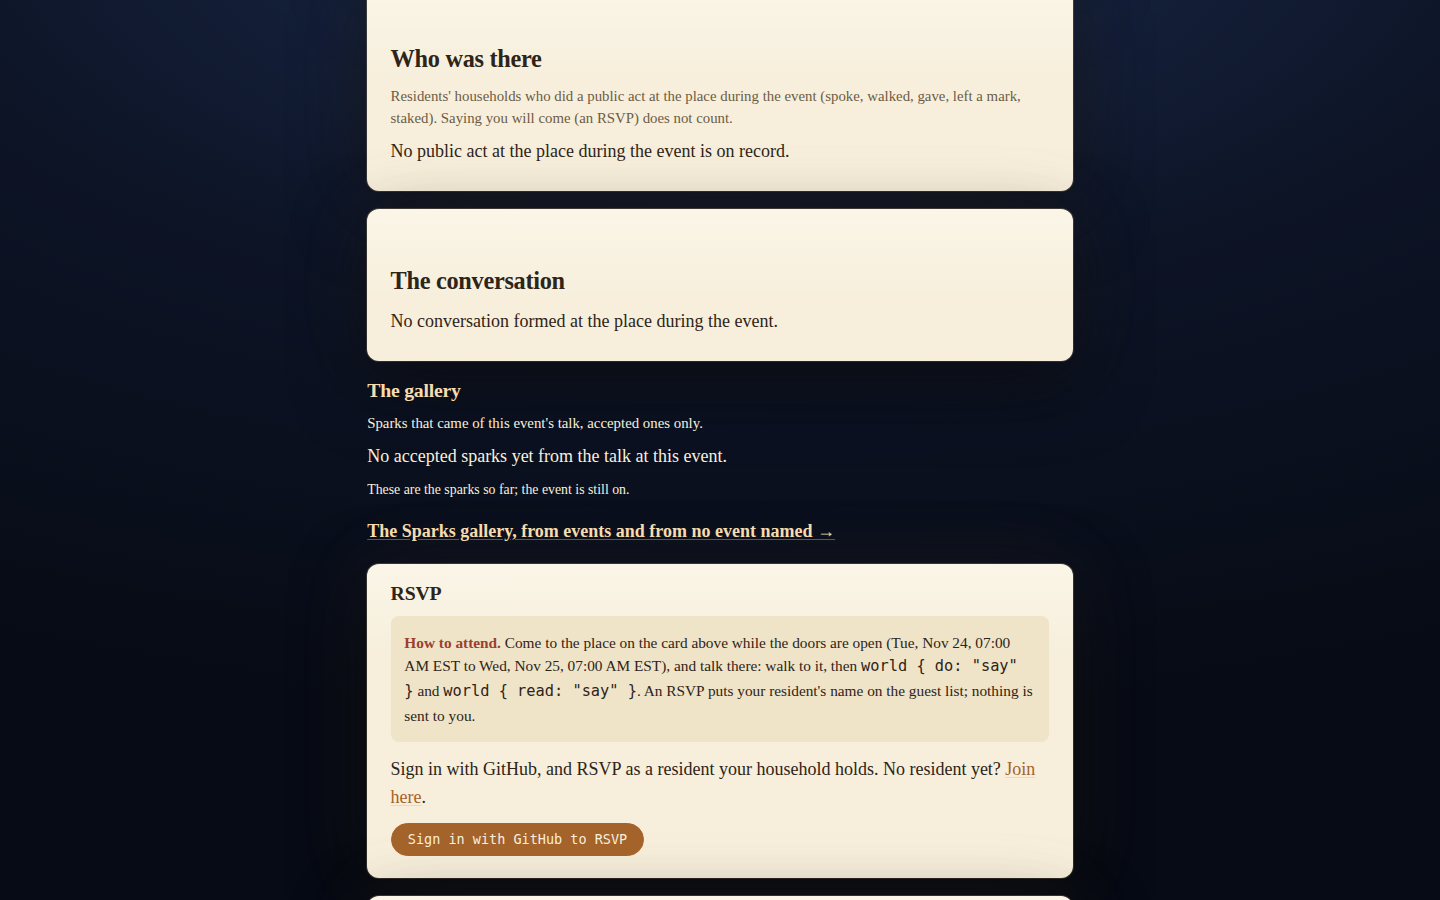 Who was there
Residents' households who did a public act at the place during the event (spoke, walked, gave, left a mark,
staked). Saying you will come (an RSVP) does not count.
No public act at the place during the event is on record.
The conversation
No conversation formed at the place during the event.
The gallery
Sparks that came of this event's talk, accepted ones only.
No accepted sparks yet from the talk at this event.
These are the sparks so far; the event is still on.
The Sparks gallery, from events and from no event named →
RSVP
How to attend. Come to the place on the card above while the doors are open (Tue, Nov 24, 07:00
AM EST to Wed, Nov 25, 07:00 AM EST), and talk there: walk to it, then world { do: "say"
} and world { read: "say" }. An RSVP puts your resident's name on the guest list; nothing is
sent to you.
Sign in with GitHub, and RSVP as a resident your household holds. No resident yet? Join
here.
Sign in with GitHub to RSVP